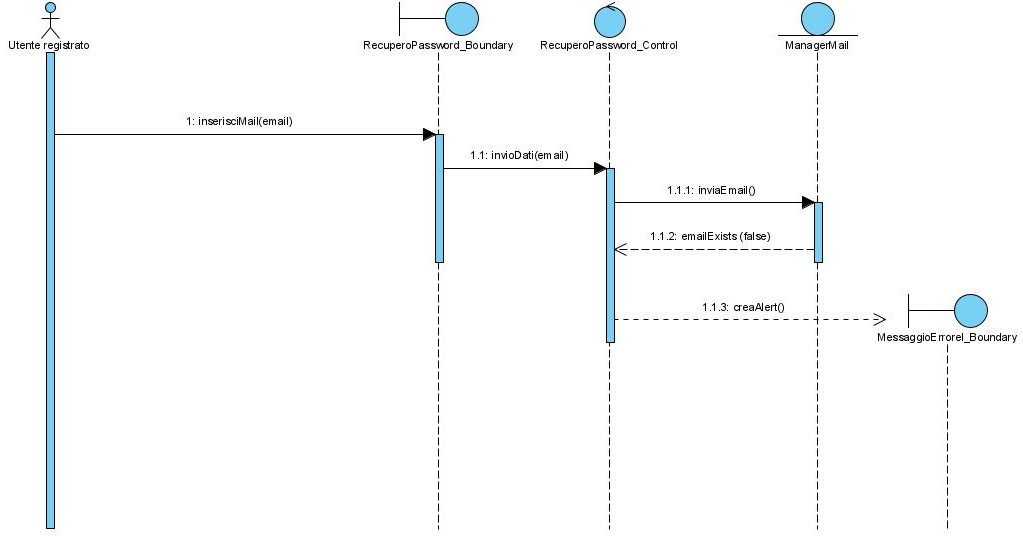 Utente registrato
RecuperoPassword_Boundary
RecuperoPassword_Control
ManagerMail
1: inserisciMail(email)
1.1: invioDati(email)
1.1.1: inviaEmail()
1.1.2: emailExists (false)
1.1.3: creaAlert()
MessaggioErrorel_Boundary